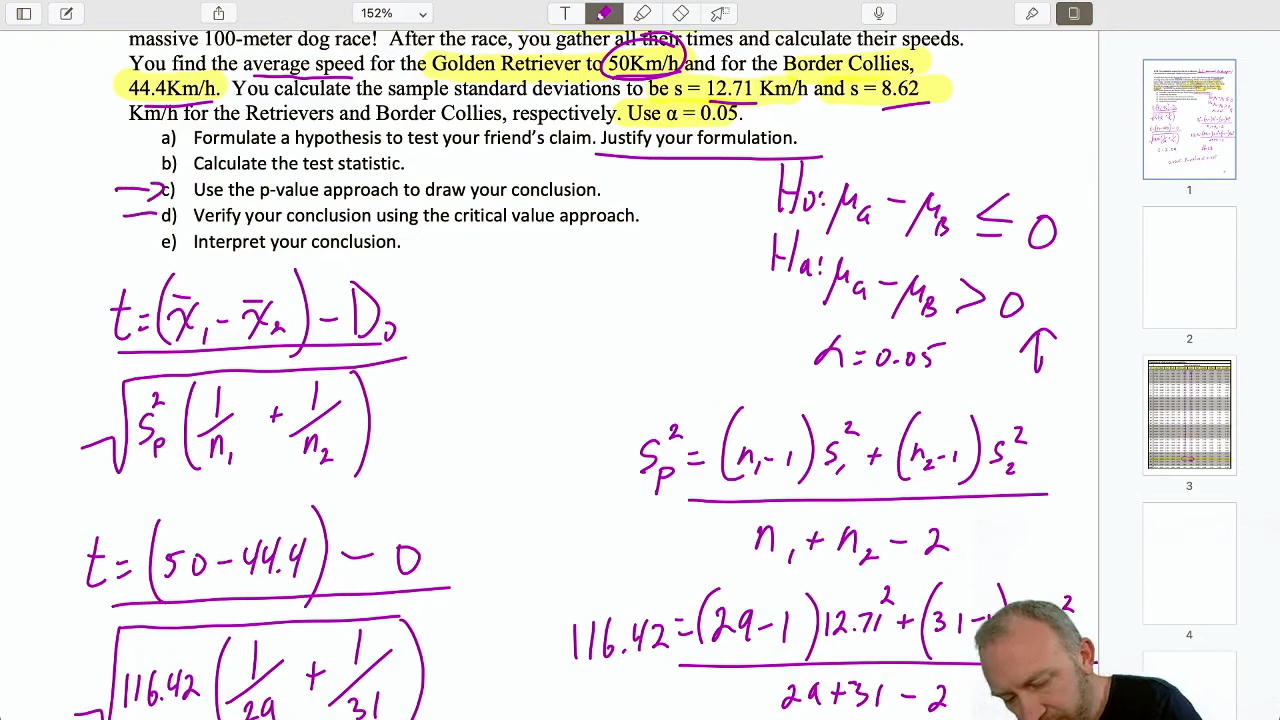 152%
massive 100-meter dog race! After the race, you gather all their times and calculate their speeds.
You find the average speed for the Golden Retriever to 50Km/h and for the Border Collies,
44.4Km/h. You calculate the sample standard deviations to be s = 12.71 Km/h and s = 8.62
Km/h for the Retrievers and Border Collies, respectively. Use α = 0.05.
a) Formulate a hypothesis to test your friend's claim. Justify your formulation.
b) Calculate the test statistic.
c) Use the p-value approach to draw your conclusion.
d) Verify your conclusion using the critical value approach.
e) Interpret your conclusion.
H0: μa - μB ≤ 0
Ha: μa - μB > 0
α = 0.05 ↑
t = (x̄1 - x̄2) - D0
√ Sp² (1/n1 + 1/n2)
Sp² = (n1-1) S1² + (n2-1) S2²
n1 + n2 - 2
t = (50 - 44.4) - 0
√ 116.42 (1/29 + 1/31)
116.42 = (29-1) 12.71² + (31-1) ²
29+31 - 2
1
2
3
4